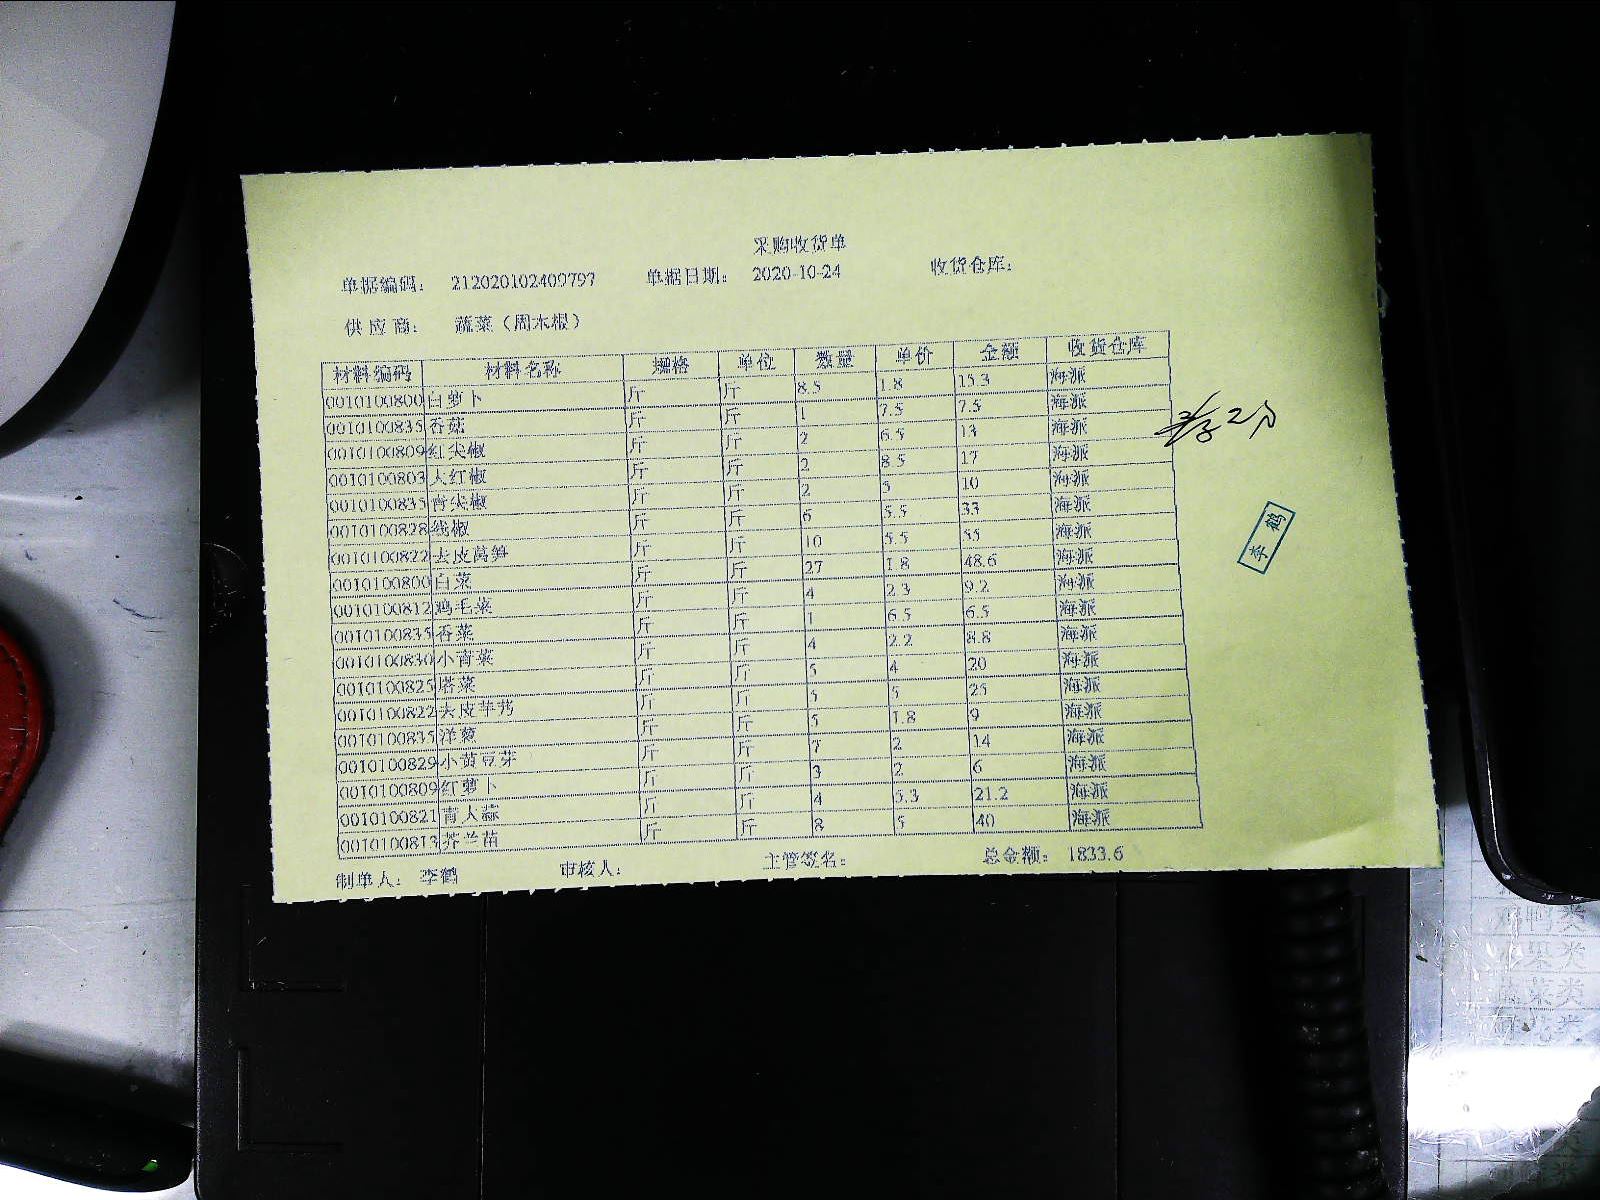 采购收货单
单据编码： 212020102409797 单据日期： 2020-10-24 收货仓库：
供应商： 蔬菜（周本根）
材料编码 材料名称 规格 单位 数量 单价 金额 收货仓库
0010100800 白萝卜 斤 斤 8.5 1.8 15.3 海派
0010100835 香菇 斤 斤 1 7.5 7.5 海派
0010100809 红尖椒 斤 斤 2 6.5 13 海派
0010100803 大红椒 斤 斤 2 8.5 17 海派
0010100835 青尖椒 斤 斤 2 5 10 海派
0010100828 线椒 斤 斤 6 5.5 33 海派
0010100822 去皮莴笋 斤 斤 10 5.5 55 海派
0010100800 白菜 斤 斤 27 1.8 48.6 海派
0010100812 鸡毛菜 斤 斤 4 2.3 9.2 海派
0010100835 香菜 斤 斤 1 6.5 6.5 海派
0010100830 小青菜 斤 斤 4 2.2 8.8 海派
0010100825 塔菜 斤 斤 5 4 20 海派
0010100822 去皮芋艿 斤 斤 5 5 25 海派
0010100835 洋葱 斤 斤 5 1.8 9 海派
0010100829 小黄豆芽 斤 斤 7 2 14 海派
0010100809 红萝卜 斤 斤 3 2 6 海派
0010100821 青大蒜 斤 斤 4 5.3 21.2 海派
0010100813 芥兰苗 斤 斤 8 5 40 海派
制单人： 李鹤 审核人： 主管签名： 总金额： 1833.6
李鹤
鸡鸭类
水果类
蔬菜类